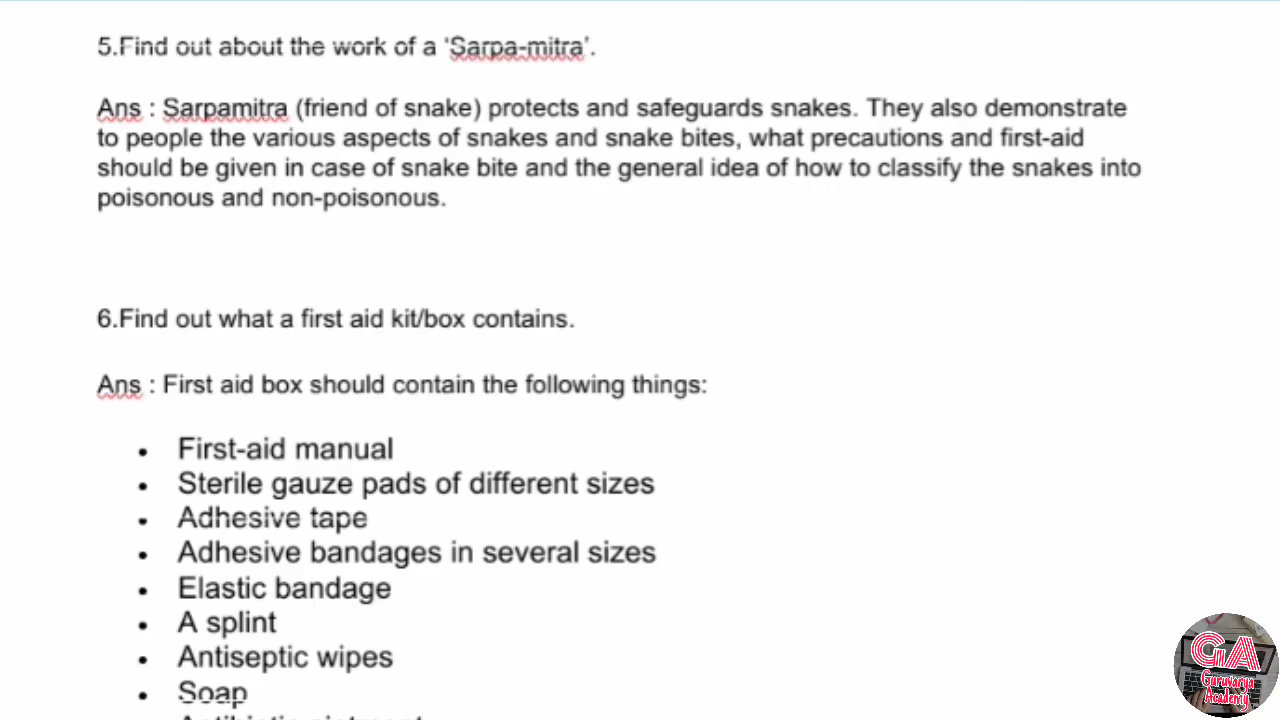 5.Find out about the work of a ‘Sarpa-mitra’.
Ans : Sarpamitra (friend of snake) protects and safeguards snakes. They also demonstrate
to people the various aspects of snakes and snake bites, what precautions and first-aid
should be given in case of snake bite and the general idea of how to classify the snakes into
poisonous and non-poisonous.
6.Find out what a first aid kit/box contains.
Ans : First aid box should contain the following things:
• First-aid manual
• Sterile gauze pads of different sizes
• Adhesive tape
• Adhesive bandages in several sizes
• Elastic bandage
• A splint
• Antiseptic wipes
• Soap
GA
Guruvarya
Academy